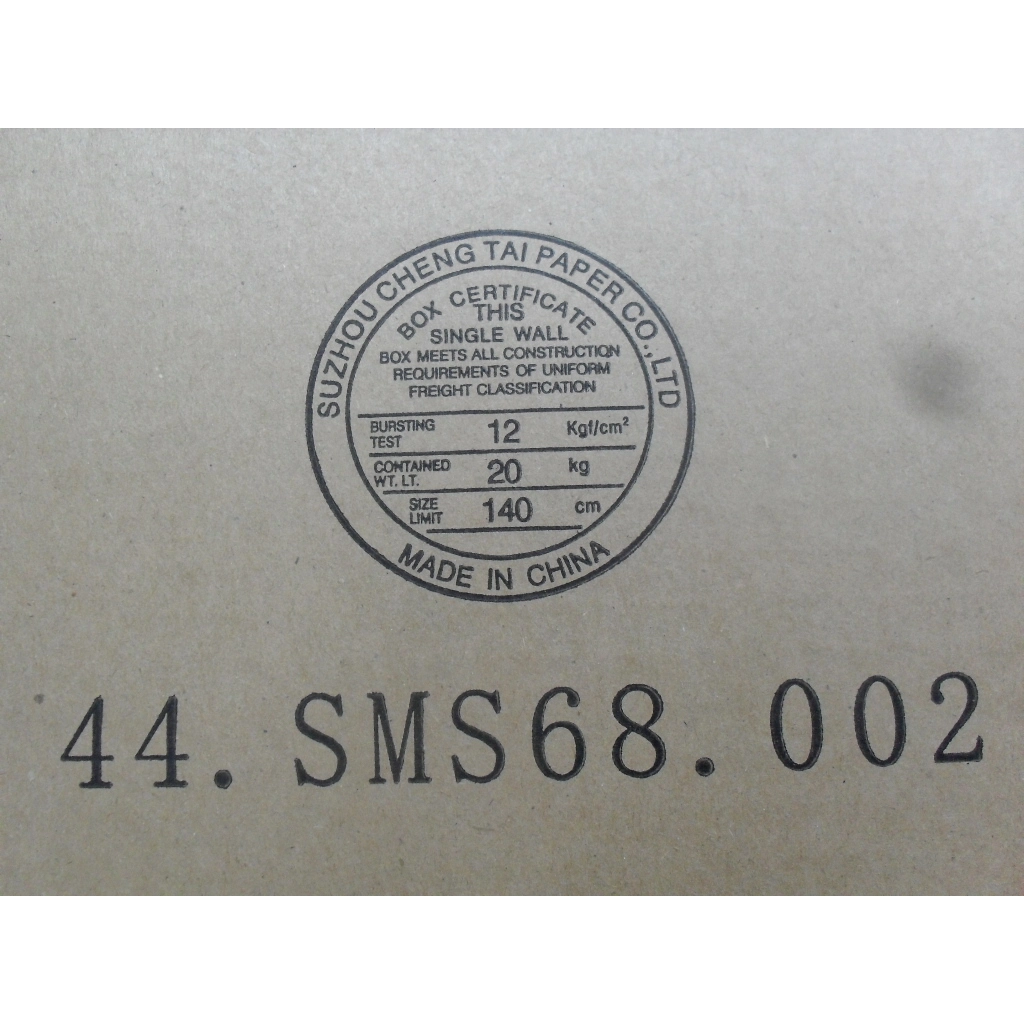 SUZHOU CHENG TAI PAPER CO.,LTD
BOX CERTIFICATE
THIS
SINGLE WALL
BOX MEETS ALL CONSTRUCTION
REQUIREMENTS OF UNIFORM
FREIGHT CLASSIFICATION
BURSTING TEST 12 Kgf/cm²
CONTAINED WT. LT. 20 kg
SIZE LIMIT 140 cm
MADE IN CHINA
44.SMS68.002